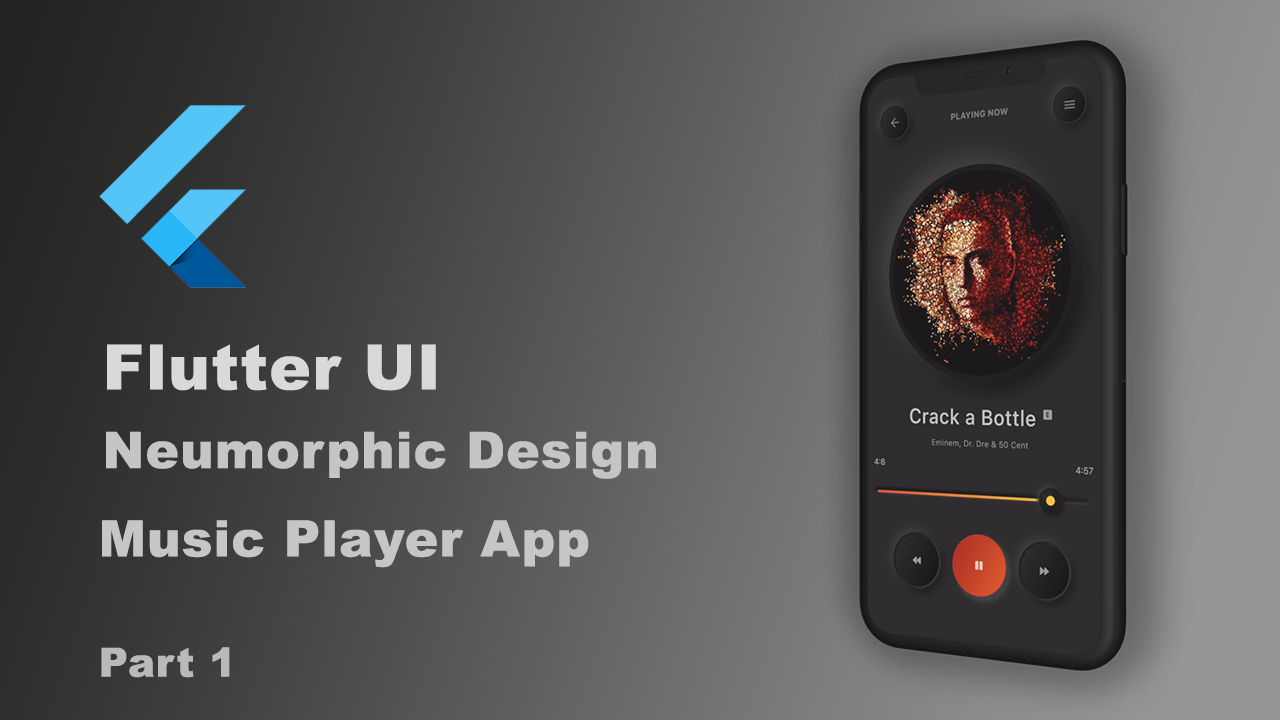 Flutter UI
Neumorphic Design
Music Player App
Part 1
PLAYING NOW
Crack a Bottle E
Eminem, Dr. Dre & 50 Cent
4:6
4:57